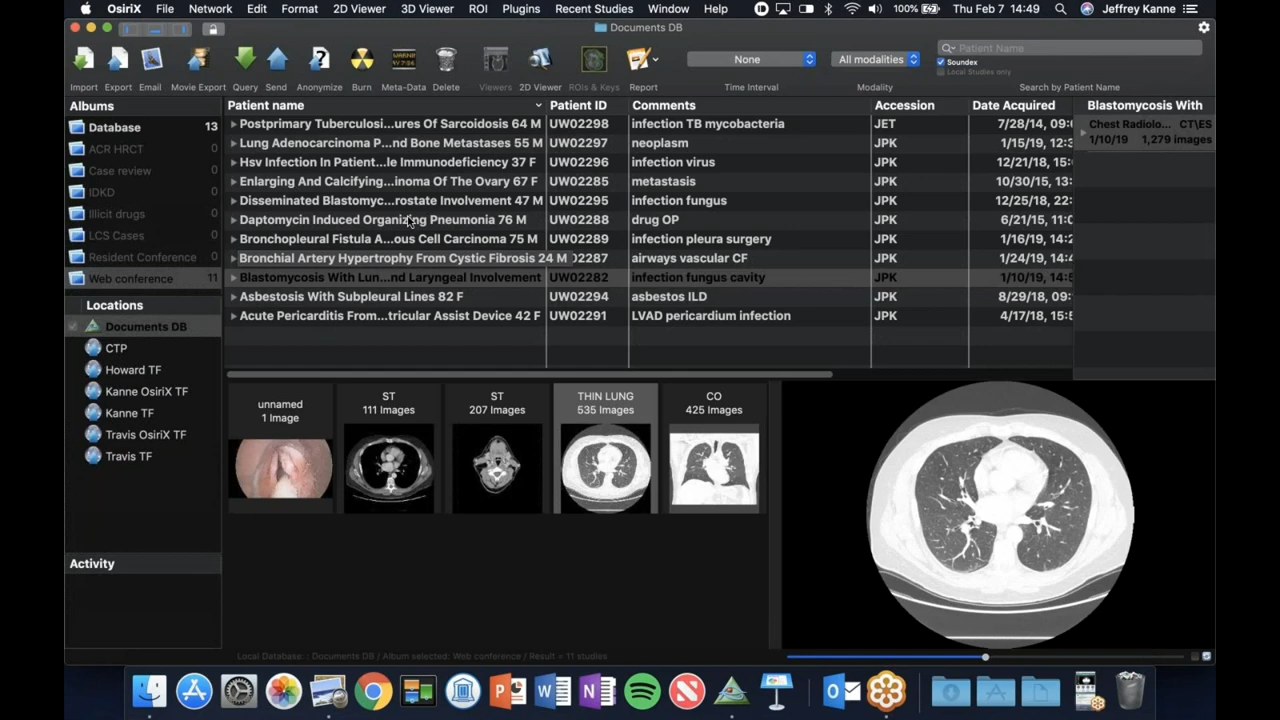 OsiriX File Network Edit Format 2D Viewer 3D Viewer ROI Plugins Recent Studies Window Help 100% Thu Feb 7 14:49 Jeffrey Kanne
Documents DB
None All modalities Patient Name
Soundex
Local Studies only
Import Export Email Movie Export Query Send Anonymize Burn Meta-Data Delete Viewers 2D Viewer ROIs & Keys Report Time Interval Modality Search by Patient Name
Albums Patient name Patient ID Comments Accession Date Acquired Blastomycosis With
Database 13
ACR HRCT 0
Case review 0
IDKD 0
Illicit drugs 0
LCS Cases 0
Resident Conference 0
Web conference 11
Locations
Documents DB
CTP
Howard TF
Kanne OsiriX TF
Kanne TF
Travis OsiriX TF
Travis TF
Activity
Postprimary Tuberculosi...ures Of Sarcoidosis 64 M UW02298 infection TB mycobacteria JET 7/28/14, 09:
Lung Adenocarcinoma P...nd Bone Metastases 55 M UW02297 neoplasm JPK 1/15/19, 12:3
Hsv Infection In Patient...le Immunodeficiency 37 F UW02296 infection virus JPK 12/21/18, 15:
Enlarging And Calcifying...inoma Of The Ovary 67 F UW02285 metastasis JPK 10/30/15, 13:
Disseminated Blastomyc...rostate Involvement 47 M UW02295 infection fungus JPK 12/25/18, 22:
Daptomycin Induced Organizing Pneumonia 76 M UW02288 drug OP JPK 6/21/15, 11:
Bronchopleural Fistula A...ous Cell Carcinoma 75 M UW02289 infection pleura surgery JPK 1/16/19, 14:2
Bronchial Artery Hypertrophy From Cystic Fibrosis 24 M 02287 airways vascular CF JPK 1/24/19, 14:
Blastomycosis With Lun...nd Laryngeal Involvement UW02282 infection fungus cavity JPK 1/10/19, 14:
Asbestosis With Subpleural Lines 82 F UW02294 asbestos ILD JPK 8/29/18, 09:
Acute Pericarditis From...tricular Assist Device 42 F UW02291 LVAD pericardium infection JPK 4/17/18, 15:5
Chest Radiolo... CT\ES
1/10/19 1,279 images
unnamed
1 Image
ST
111 Images
ST
207 Images
THIN LUNG
535 Images
CO
425 Images
Local Database: : Documents DB / Album selected: Web conference / Result = 11 studies